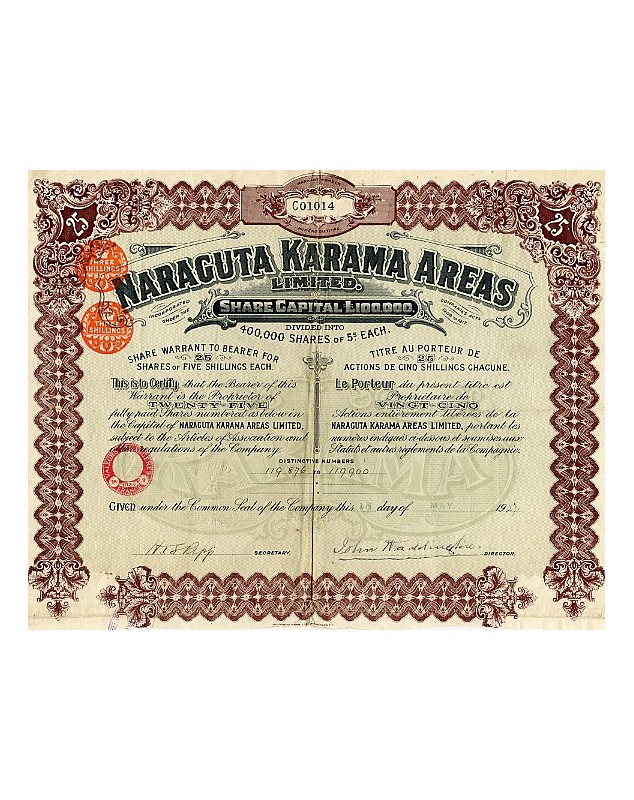 C01014
25 25
NARAGUTA KARAMA AREAS
LIMITED.
INCORPORATED UNDER THE
COMPANIES ACTS
SHARE CAPITAL £100,000
DIVIDED INTO
400,000 SHARES OF 5s EACH.
THREE SHILLINGS
THREE SHILLINGS
SHARE WARRANT TO BEARER FOR
25
SHARES OF FIVE SHILLINGS EACH.
This is to Certify that the Bearer of this
Warrant is the Proprietor of
TWENTY-FIVE
fully paid Shares numbered as below in
the Capital of NARAGUTA KARAMA AREAS LIMITED,
subject to the Articles of Association and
regulations of the Company.
TITRE AU PORTEUR DE
25
ACTIONS DE CINQ SHILLINGS CHACUNE.
Le Porteur du présent titre est
Propriétaire de
VINGT-CINQ
Actions entièrement libérées de la
NARAGUTA KARAMA AREAS LIMITED, portant les
numéros indiqués ci-dessous et soumises aux
Statuts et autres règlements de la Compagnie.
DISTINCTIVE NUMBERS
119,876 TO 119,900
GIVEN under the Common Seal of the Company this 18 day of MAY 192
SECRETARY.
John Waddington
DIRECTOR.